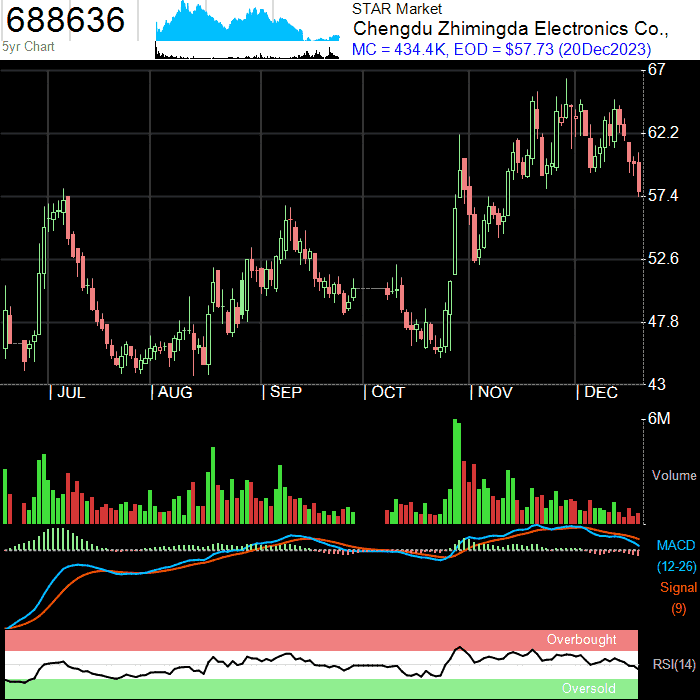 688636
5yr Chart
STAR Market
Chengdu Zhimingda Electronics Co.,
MC = 434.4K, EOD = $57.73 (20Dec2023)
67
62.2
57.4
52.6
47.8
43
JUL
AUG
SEP
OCT
NOV
DEC
6M
Volume
MACD
(12-26)
Signal
(9)
Overbought
RSI(14)
Oversold